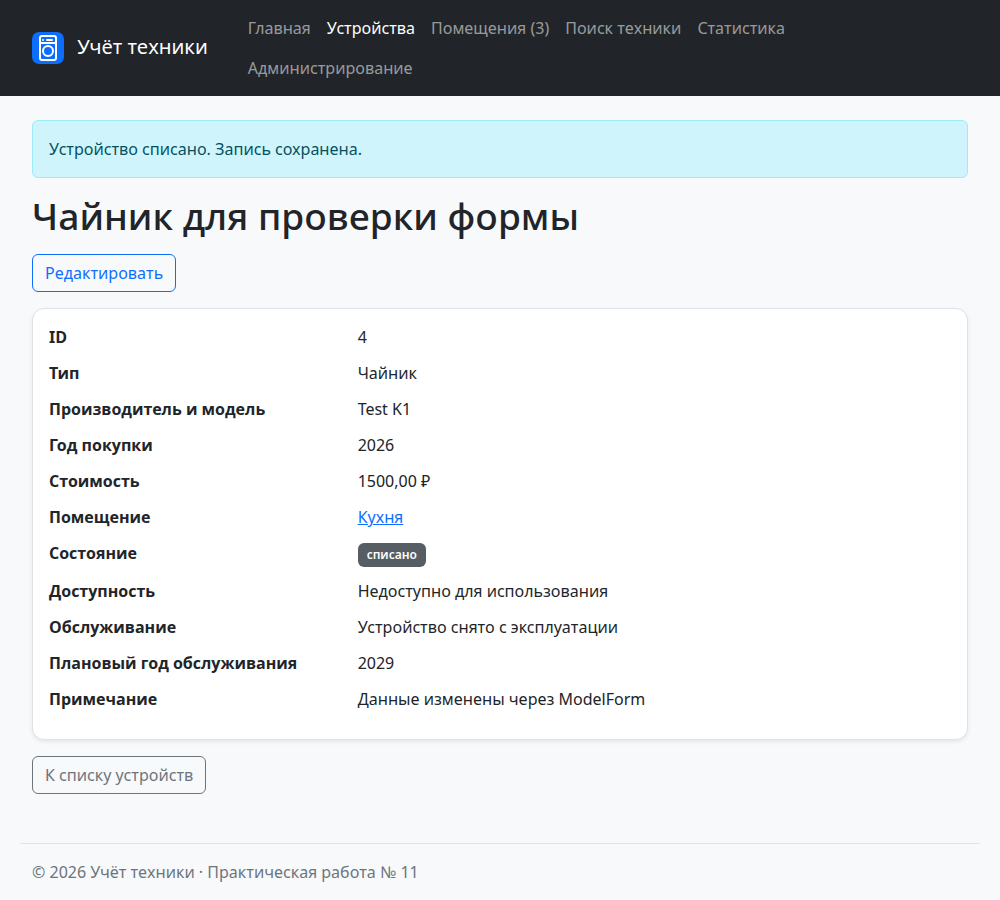 Учёт техники
Главная Устройства Помещения (3) Поиск техники Статистика
Администрирование
Устройство списано. Запись сохранена.
Чайник для проверки формы
Редактировать
ID 4
Тип Чайник
Производитель и модель Test K1
Год покупки 2026
Стоимость 1500,00 ₽
Помещение Кухня
Состояние списано
Доступность Недоступно для использования
Обслуживание Устройство снято с эксплуатации
Плановый год обслуживания 2029
Примечание Данные изменены через ModelForm
К списку устройств
© 2026 Учёт техники · Практическая работа № 11